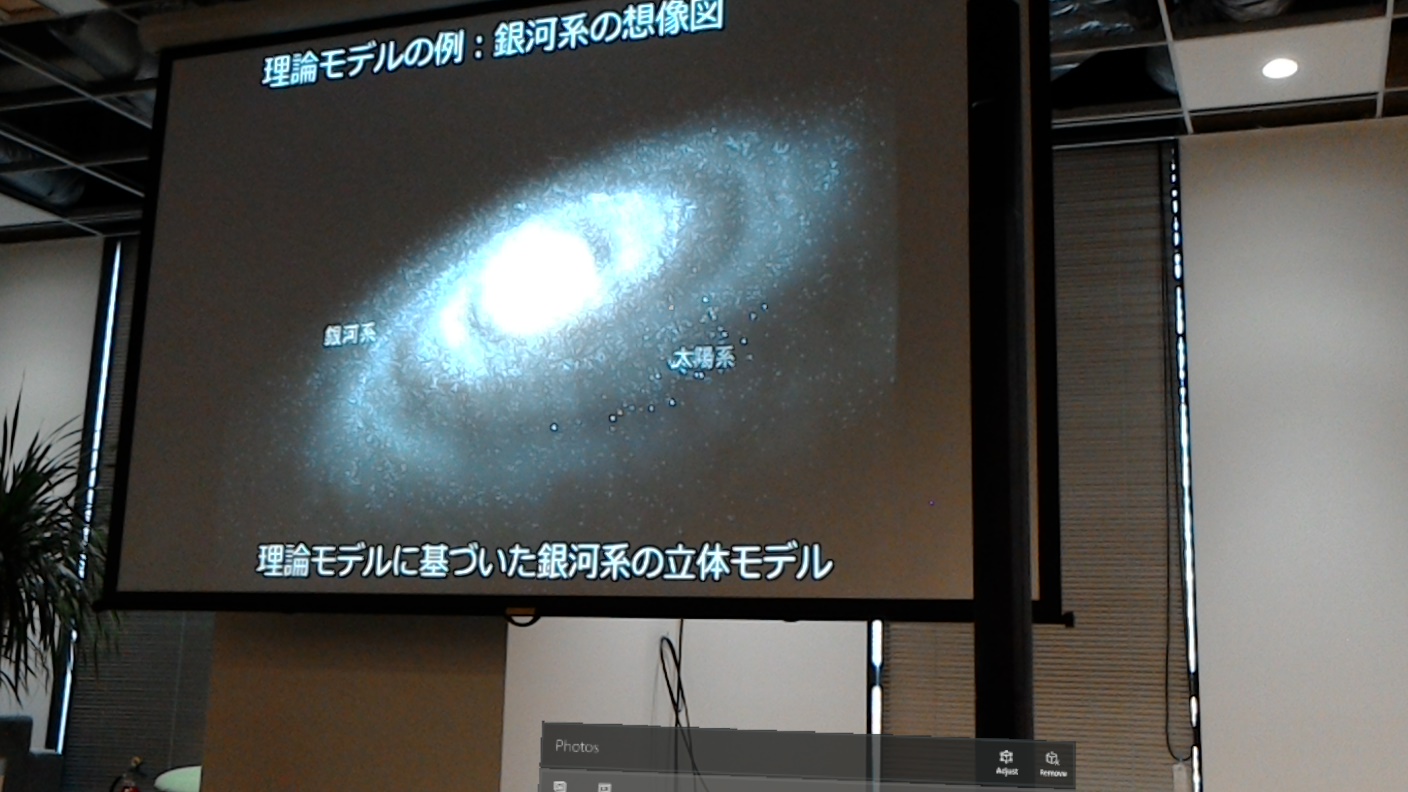 理論モデルの例：銀河系の想像図
銀河系
太陽系
理論モデルに基づいた銀河系の立体モデル
Photos
Adjust
Remove